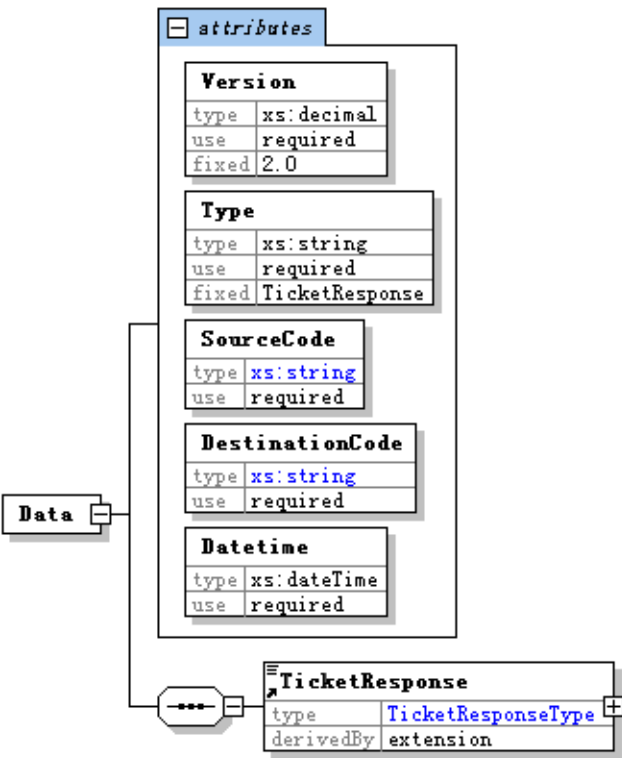 attributes
Version
type xs:decimal
use required
fixed 2.0
Type
type xs:string
use required
fixed TicketResponse
SourceCode
type xs:string
use required
DestinationCode
type xs:string
use required
Data
Datetime
type xs:dateTime
use required
TicketResponse
type TicketResponseType
derivedBy extension